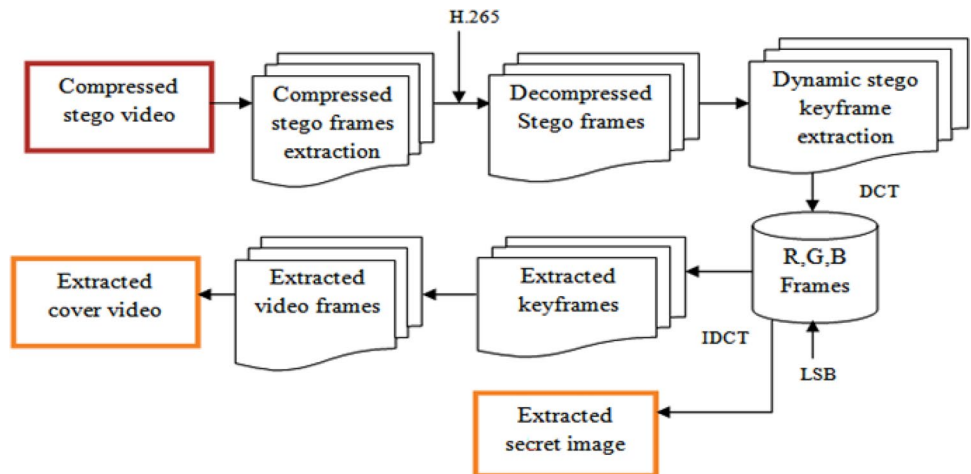 H.265
Compressed
stego video
Compressed
stego frames
extraction
Decompressed
Stego frames
Dynamic stego
keyframe
extraction
DCT
R,G,B
Frames
Extracted
keyframes
Extracted
video frames
Extracted
cover video
IDCT
LSB
Extracted
secret image